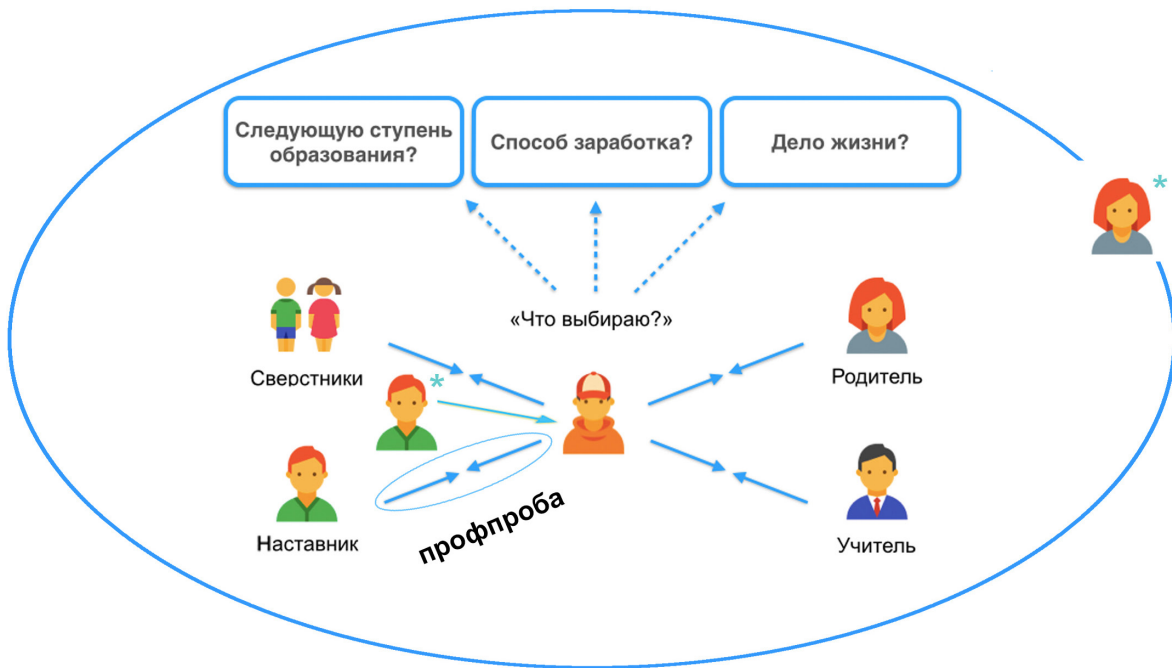 Следующую ступень
образования?
Способ заработка?
Дело жизни?
*
«Что выбираю?»
Сверстники
*
Родитель
профпроба
Наставник
Учитель